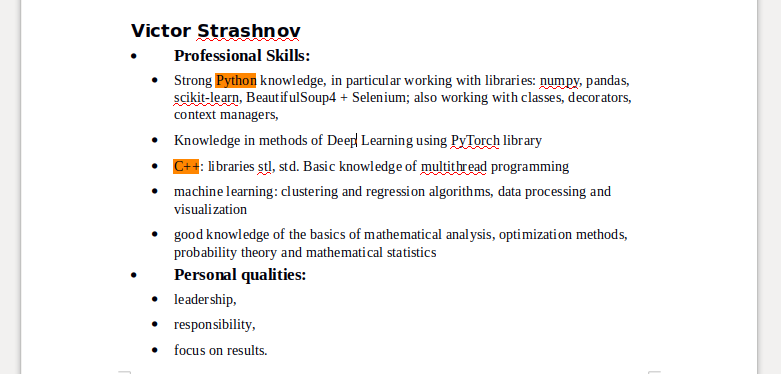 Victor Strashnov
• Professional Skills:
• Strong Python knowledge, in particular working with libraries: numpy, pandas,
scikit-learn, BeautifulSoup4 + Selenium; also working with classes, decorators,
context managers,
• Knowledge in methods of Deep Learning using PyTorch library
• C++: libraries stl, std. Basic knowledge of multithread programming
• machine learning: clustering and regression algorithms, data processing and
visualization
• good knowledge of the basics of mathematical analysis, optimization methods,
probability theory and mathematical statistics
• Personal qualities:
• leadership,
• responsibility,
• focus on results.